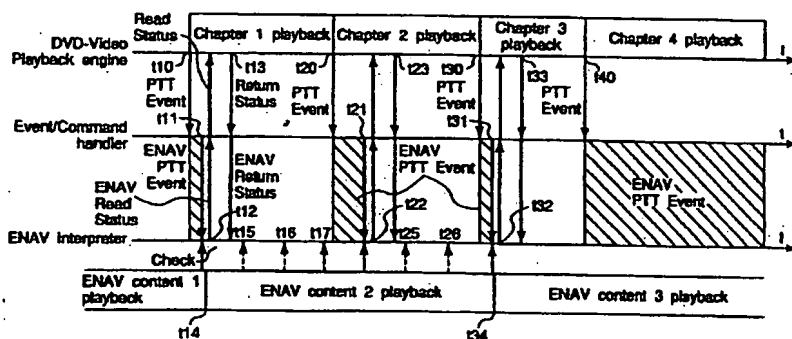 Read Status
Chapter 1 playback
Chapter 2 playback
Chapter 3 playback
Chapter 4 playback
DVD-Video Playback engine
t
t10
t13
t20
t23
t30
t33
t40
PTT Event
Return Status
PTT Event
PTT Event
PTT Event
t11
t21
t31
Event/Command handler
t
ENAV PTT Event
ENAV Return Status
ENAV PTT Event
ENAV PTT Event
ENAV Read Status
t12
t22
t32
ENAV Interpreter
t15
t16
t17
t25
t26
t
Check
ENAV content 1 playback
ENAV content 2 playback
ENAV content 3 playback
t14
t34